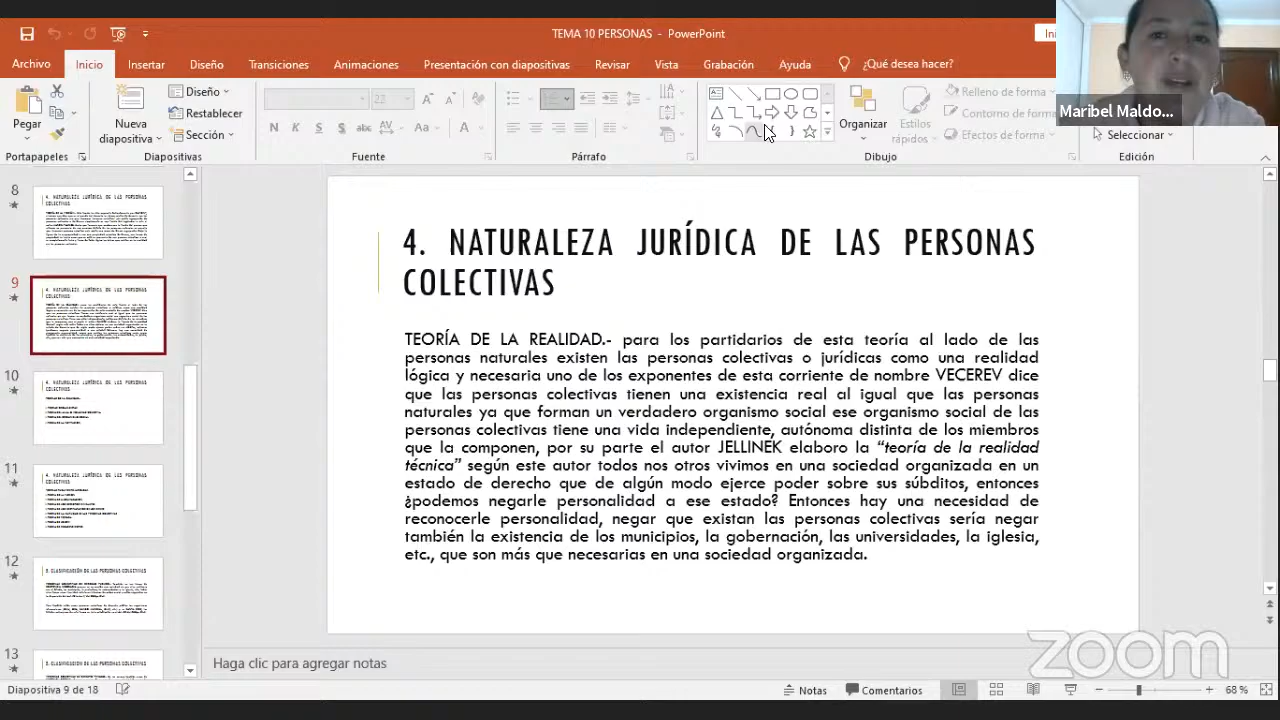 TEMA 10 PERSONAS - PowerPoint
Ini
Archivo Inicio Insertar Diseño Transiciones Animaciones Presentación con diapositivas Revisar Vista Grabación Ayuda ¿Qué desea hacer?
Maribel Maldo...
Pegar
Nueva diapositiva
Diseño
Restablecer
Sección
22
N K S abc AV Aa A
Organizar
Estilos rápidos
Relleno de forma
Contorno de forma
Efectos de forma
Seleccionar
Portapapeles Diapositivas Fuente Párrafo Dibujo Edición
8
9
10
11
12
13
4. NATURALEZA JURÍDICA DE LAS PERSONAS
COLECTIVAS
TEORÍA DE LA REALIDAD.- para los partidarios de esta teoría al lado de las
personas naturales existen las personas colectivas o jurídicas como una realidad
lógica y necesaria uno de los exponentes de esta corriente de nombre VECEREV dice
que las personas colectivas tienen una existencia real al igual que las personas
naturales ya que forman un verdadero organismo social ese organismo social de las
personas colectivas tiene una vida independiente, autónoma distinta de los miembros
que la componen, por su parte el autor JELLINEK elaboro la “teoría de la realidad
técnica” según este autor todos nos otros vivimos en una sociedad organizada en un
estado de derecho que de algún modo ejerce poder sobre sus súbditos, entonces
¿podemos negarle personalidad a ese estado? Entonces hay una necesidad de
reconocerle personalidad, negar que existan las personas colectivas sería negar
también la existencia de los municipios, la gobernación, las universidades, la iglesia,
etc., que son más que necesarias en una sociedad organizada.
zoom
Haga clic para agregar notas
Diapositiva 9 de 18 Notas Comentarios 68 %